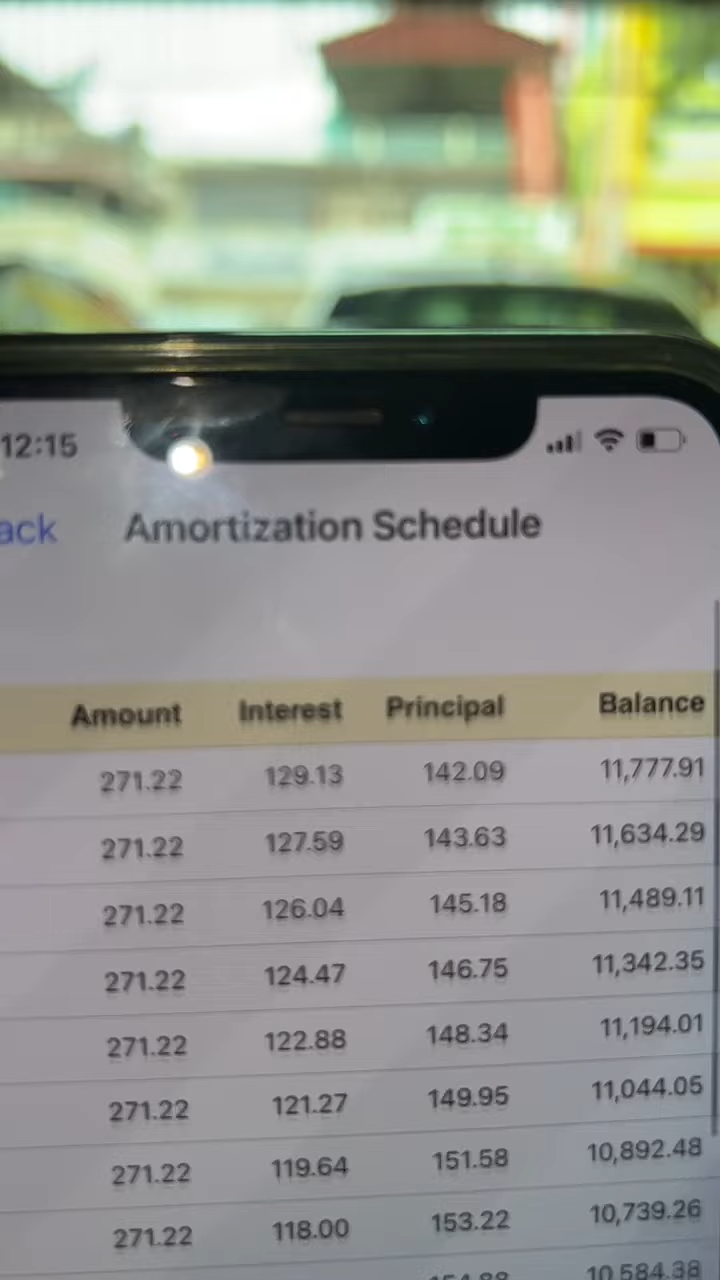 12:15
ack Amortization Schedule
Amount Interest Principal Balance
271.22 129.13 142.09 11,777.91
271.22 127.59 143.63 11,634.29
271.22 126.04 145.18 11,489.11
271.22 124.47 146.75 11,342.35
271.22 122.88 148.34 11,194.01
271.22 121.27 149.95 11,044.05
271.22 119.64 151.58 10,892.48
271.22 118.00 153.22 10,739.26
154.88 10,584.38